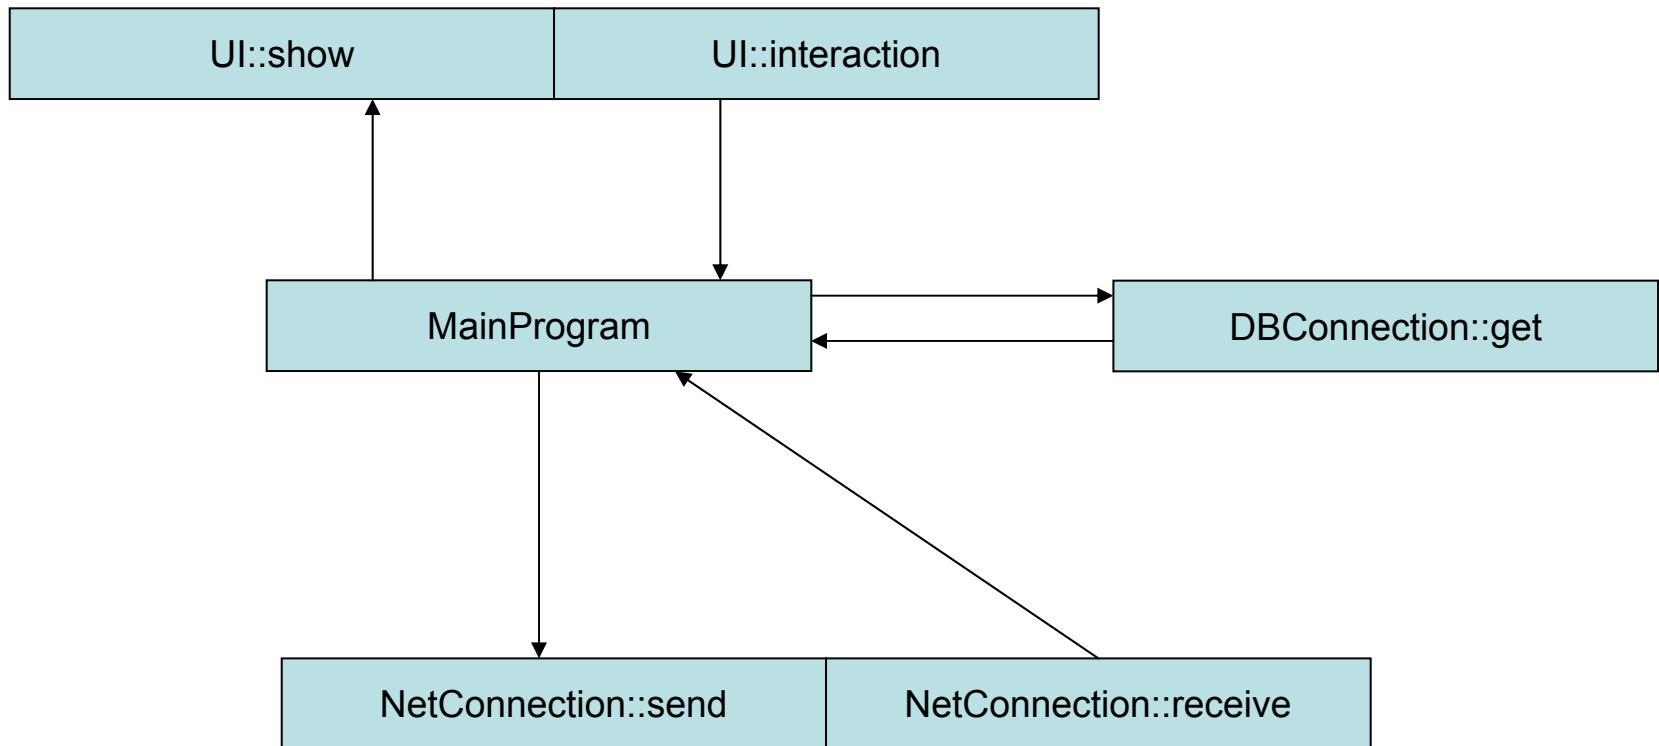 UI::show
UI::interaction
MainProgram
DBConnection::get
NetConnection::send
NetConnection::receive